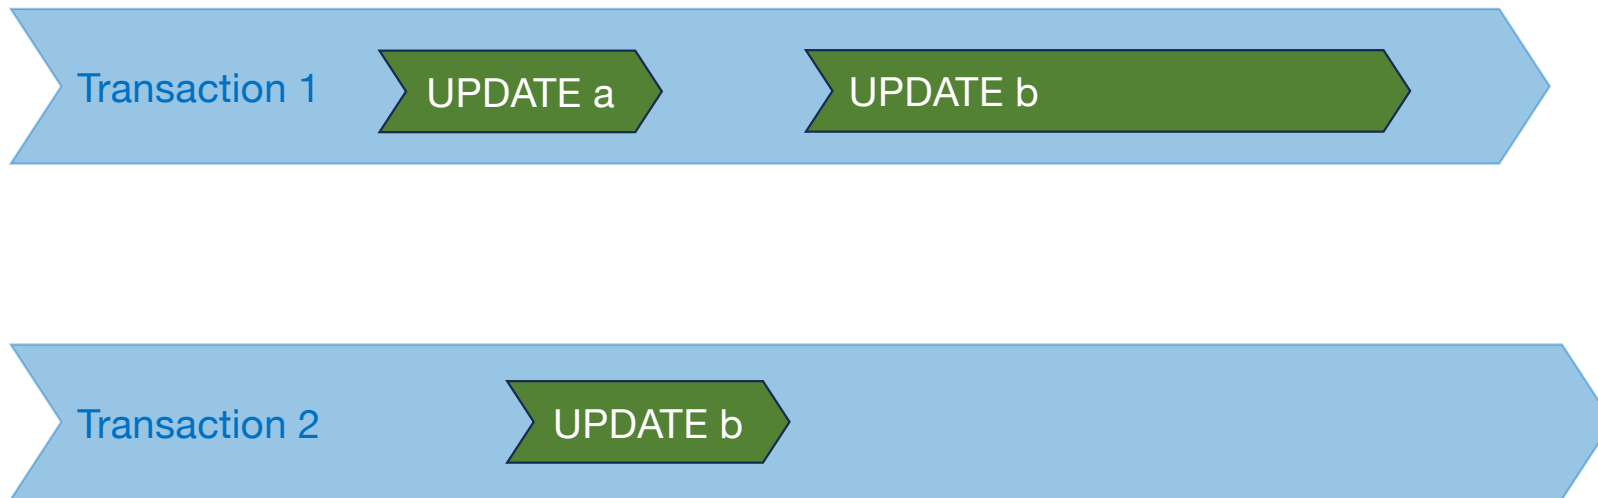 Transaction 1
UPDATE a
UPDATE b
Transaction 2
UPDATE b